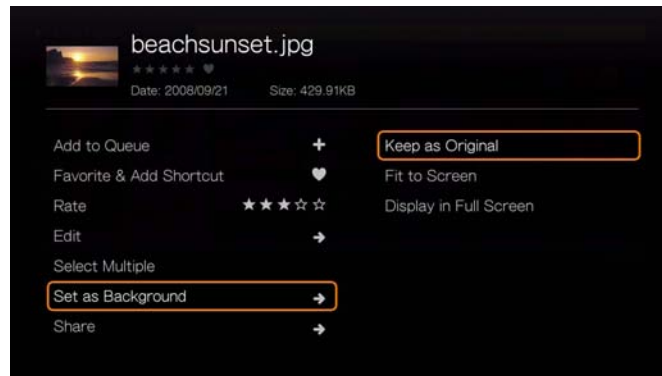 beachsunset.jpg
Date: 2008/09/21 Size: 429.91KB
Add to Queue
Favorite & Add Shortcut
Rate
Edit
Select Multiple
Set as Background
Share
Keep as Original
Fit to Screen
Display in Full Screen